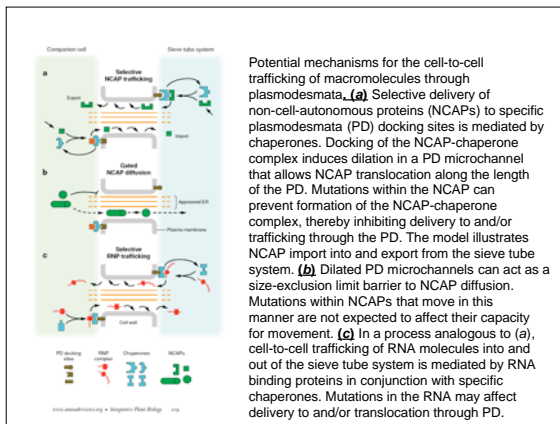 Companion cell
Sieve tube system
a
Selective
NCAP trafficking
Export
Import
Gated
NCAP diffusion
b
Appressed ER
Plasma membrane
Selective
RNP trafficking
c
Cell wall
PD docking
sites
RNP
complex
Chaperones
NCAPs
Integrative Plant Biology
Potential mechanisms for the cell-to-cell
trafficking of macromolecules through
plasmodesmata. (a) Selective delivery of
non-cell-autonomous proteins (NCAPs) to specific
plasmodesmata (PD) docking sites is mediated by
chaperones. Docking of the NCAP-chaperone
complex induces dilation in a PD microchannel
that allows NCAP translocation along the length
of the PD. Mutations within the NCAP can
prevent formation of the NCAP-chaperone
complex, thereby inhibiting delivery to and/or
trafficking through the PD. The model illustrates
NCAP import into and export from the sieve tube
system. (b) Dilated PD microchannels can act as a
size-exclusion limit barrier to NCAP diffusion.
Mutations within NCAPs that move in this
manner are not expected to affect their capacity
for movement. (c) In a process analogous to (a),
cell-to-cell trafficking of RNA molecules into and
out of the sieve tube system is mediated by RNA
binding proteins in conjunction with specific
chaperones. Mutations in the RNA may affect
delivery to and/or translocation through PD.